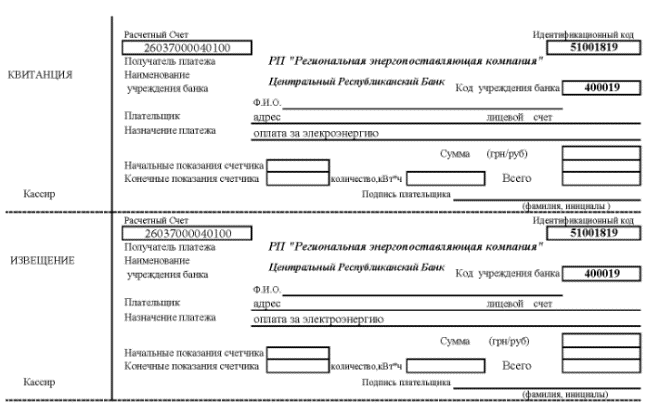 Расчетный Счет Идентификационный код
26037000040100 51001819
Получатель платежа РП "Региональная энергопоставляющая компания"
КВИТАНЦИЯ
Наименование учреждения банка Центральный Республиканский Банк Код учреждения банка 400019
Ф.И.О.
Плательщик адрес лицевой счет
Назначение платежа оплата за элекроэнергию
Сумма (грн/руб)
Начальные показания счетчика
Конечные показания счетчика количество,кВт*ч Всего
Кассир Подпись плательщика
(фамилия, инициалы )
Расчетный Счет Идентификационный код
26037000040100 51001819
Получатель платежа РП "Региональная энергопоставляющая компания"
ИЗВЕЩЕНИЕ
Наименование учреждения банка Центральный Республиканский Банк Код учреждения банка 400019
Ф.И.О.
Плательщик адрес лицевой счет
Назначение платежа оплата за электроэнергию
Сумма (грн/руб)
Начальные показания счетчика
Конечные показания счетчика количество,кВт*ч Всего
Кассир Подпись плательщика
(фамилия, инициалы)